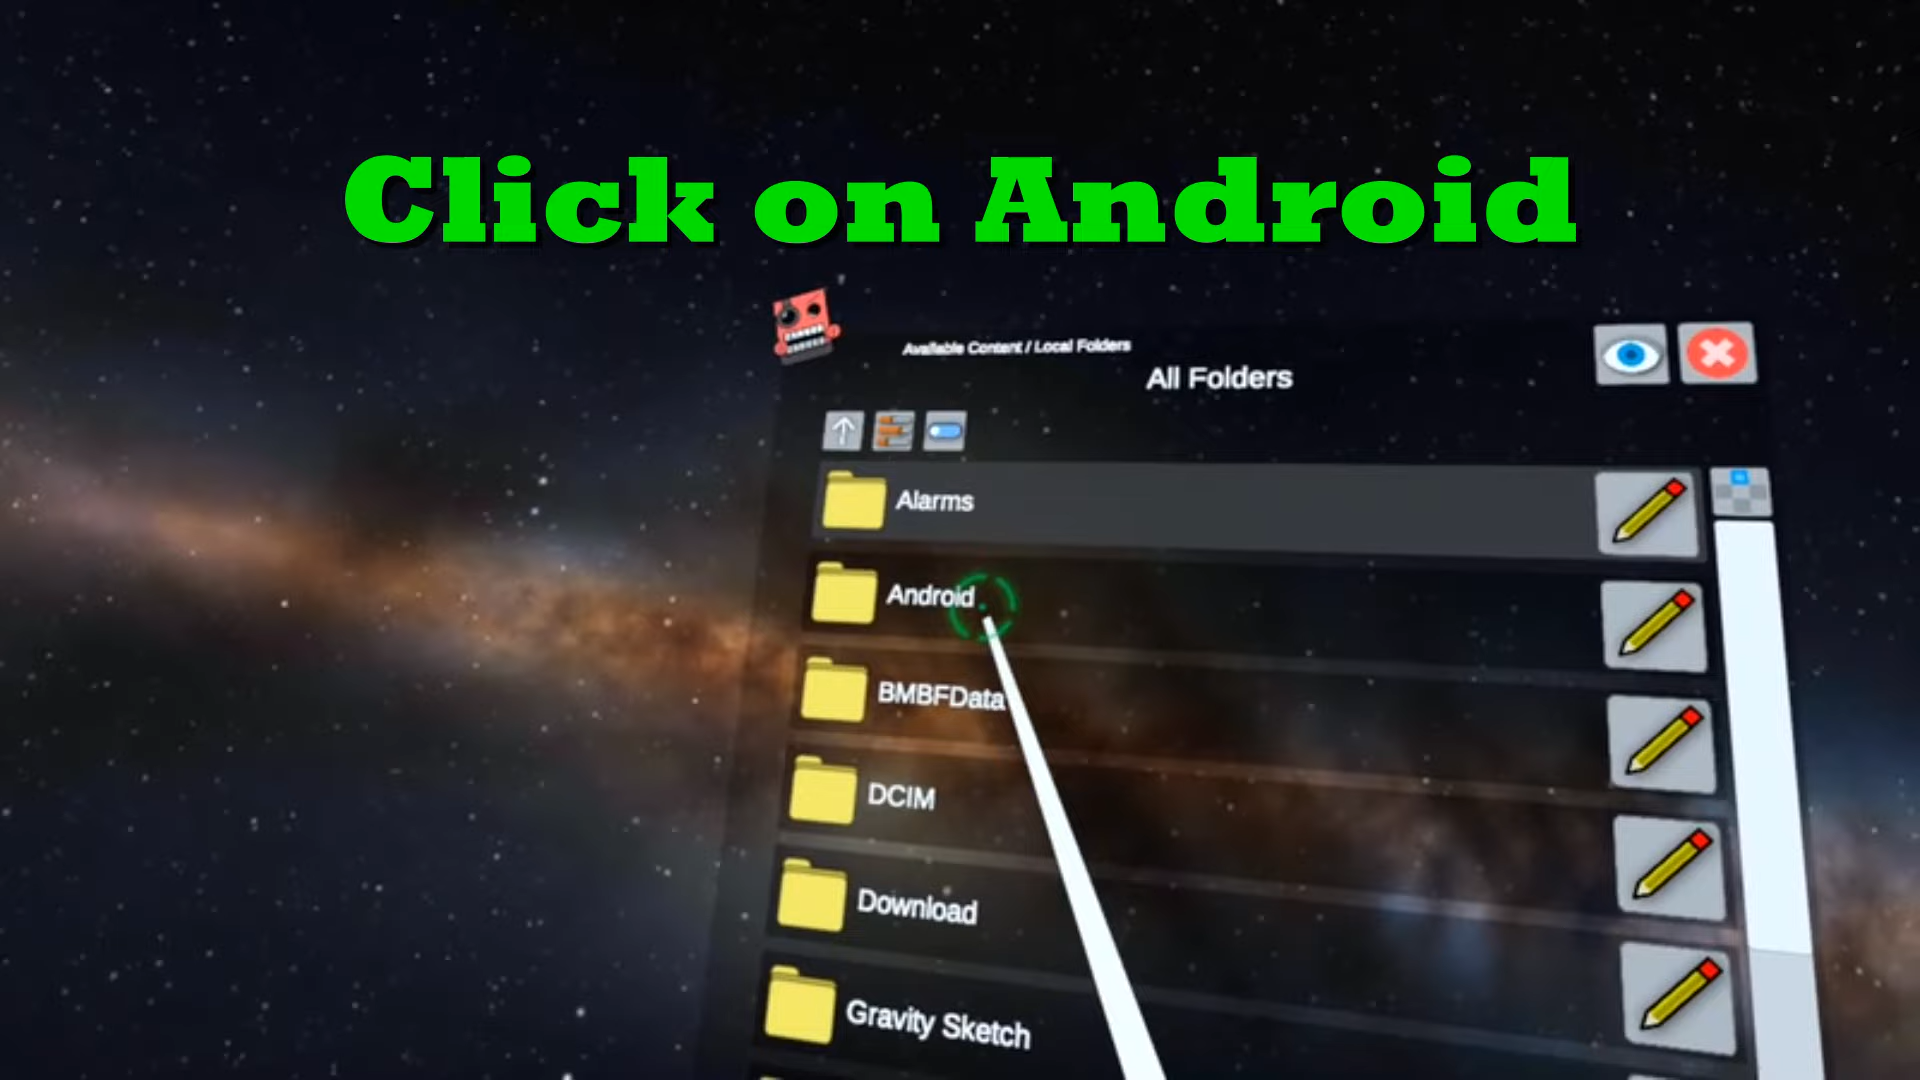 Click on Android
Available Content / Local Folders
All Folders
Alarms
Android
BMBFData
DCIM
Download
Gravity Sketch